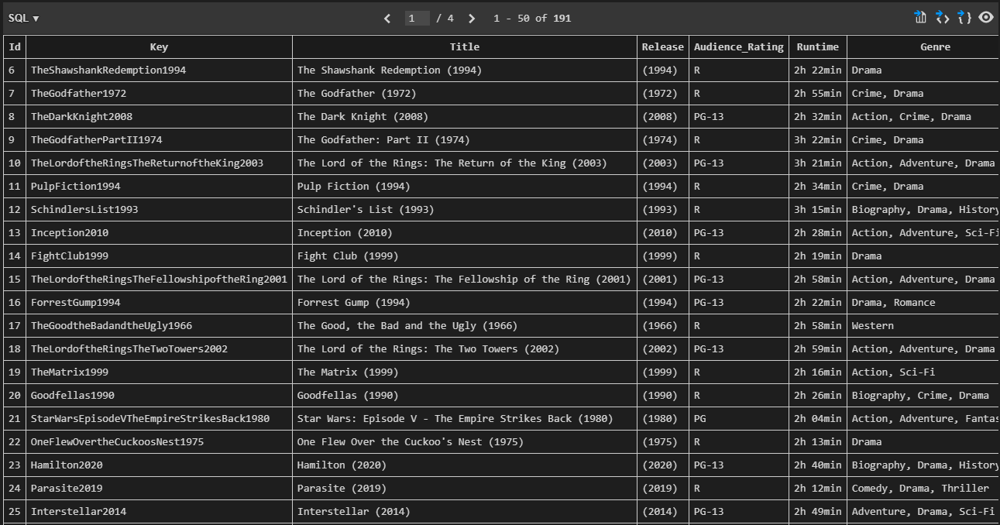 SQL ▼ < 1 / 4 > 1 - 50 of 191
Id Key Title Release Audience_Rating Runtime Genre
6 TheShawshankRedemption1994 The Shawshank Redemption (1994) (1994) R 2h 22min Drama
7 TheGodfather1972 The Godfather (1972) (1972) R 2h 55min Crime, Drama
8 TheDarkKnight2008 The Dark Knight (2008) (2008) PG-13 2h 32min Action, Crime, Drama
9 TheGodfatherPartII1974 The Godfather: Part II (1974) (1974) R 3h 22min Crime, Drama
10 TheLordoftheRingsTheReturnoftheKing2003 The Lord of the Rings: The Return of the King (2003) (2003) PG-13 3h 21min Action, Adventure, Drama
11 PulpFiction1994 Pulp Fiction (1994) (1994) R 2h 34min Crime, Drama
12 SchindlersList1993 Schindler's List (1993) (1993) R 3h 15min Biography, Drama, History
13 Inception2010 Inception (2010) (2010) PG-13 2h 28min Action, Adventure, Sci-Fi
14 FightClub1999 Fight Club (1999) (1999) R 2h 19min Drama
15 TheLordoftheRingsTheFellowshipoftheRing2001 The Lord of the Rings: The Fellowship of the Ring (2001) (2001) PG-13 2h 58min Action, Adventure, Drama
16 ForrestGump1994 Forrest Gump (1994) (1994) PG-13 2h 22min Drama, Romance
17 TheGoodtheBadandtheUgly1966 The Good, the Bad and the Ugly (1966) (1966) R 2h 58min Western
18 TheLordoftheRingsTheTwoTowers2002 The Lord of the Rings: The Two Towers (2002) (2002) PG-13 2h 59min Action, Adventure, Drama
19 TheMatrix1999 The Matrix (1999) (1999) R 2h 16min Action, Sci-Fi
20 Goodfellas1990 Goodfellas (1990) (1990) R 2h 26min Biography, Crime, Drama
21 StarWarsEpisodeVTheEmpireStrikesBack1980 Star Wars: Episode V - The Empire Strikes Back (1980) (1980) PG 2h 04min Action, Adventure, Fantas
22 OneFlewOvertheCuckoosNest1975 One Flew Over the Cuckoo's Nest (1975) (1975) R 2h 13min Drama
23 Hamilton2020 Hamilton (2020) (2020) PG-13 2h 40min Biography, Drama, History
24 Parasite2019 Parasite (2019) (2019) R 2h 12min Comedy, Drama, Thriller
25 Interstellar2014 Interstellar (2014) (2014) PG-13 2h 49min Adventure, Drama, Sci-Fi